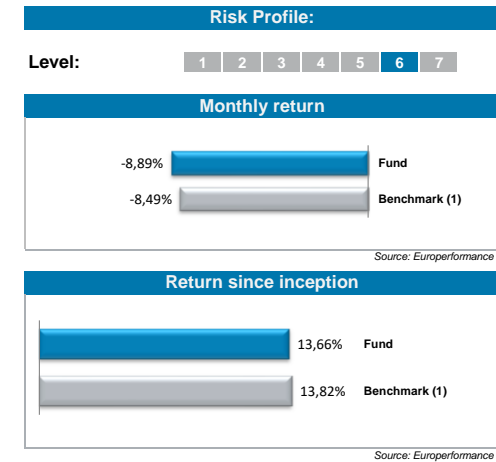 Risk Profile:
Level: 1 2 3 4 5 6 7
Monthly return
-8,89% Fund
-8,49% Benchmark (1)
Source: Europerformance
Return since inception
13,66% Fund
13,82% Benchmark (1)
Source: Europerformance